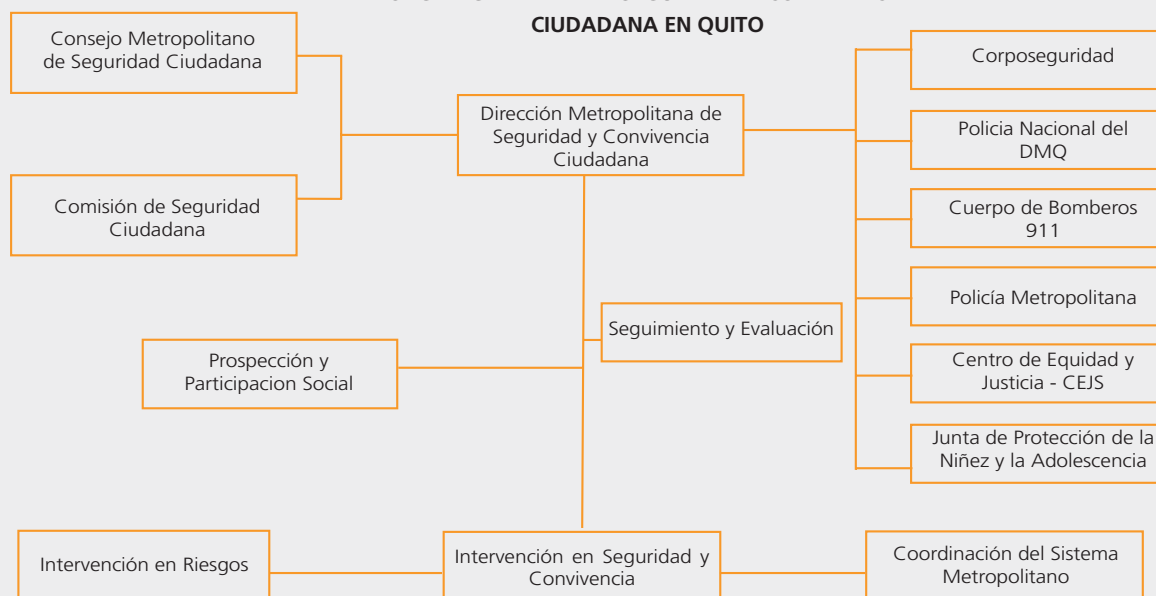 CIUDADANA EN QUITO
Consejo Metropolitano
de Seguridad Ciudadana
Comisión de Seguridad
Ciudadana
Dirección Metropolitana de
Seguridad y Convivencia
Ciudadana
Corposeguridad
Policia Nacional del
DMQ
Cuerpo de Bomberos
911
Policía Metropolitana
Centro de Equidad y
Justicia - CEJS
Junta de Protección de la
Niñez y la Adolescencia
Seguimiento y Evaluación
Prospección y
Participacion Social
Intervención en Riesgos
Intervención en Seguridad y
Convivencia
Coordinación del Sistema
Metropolitano